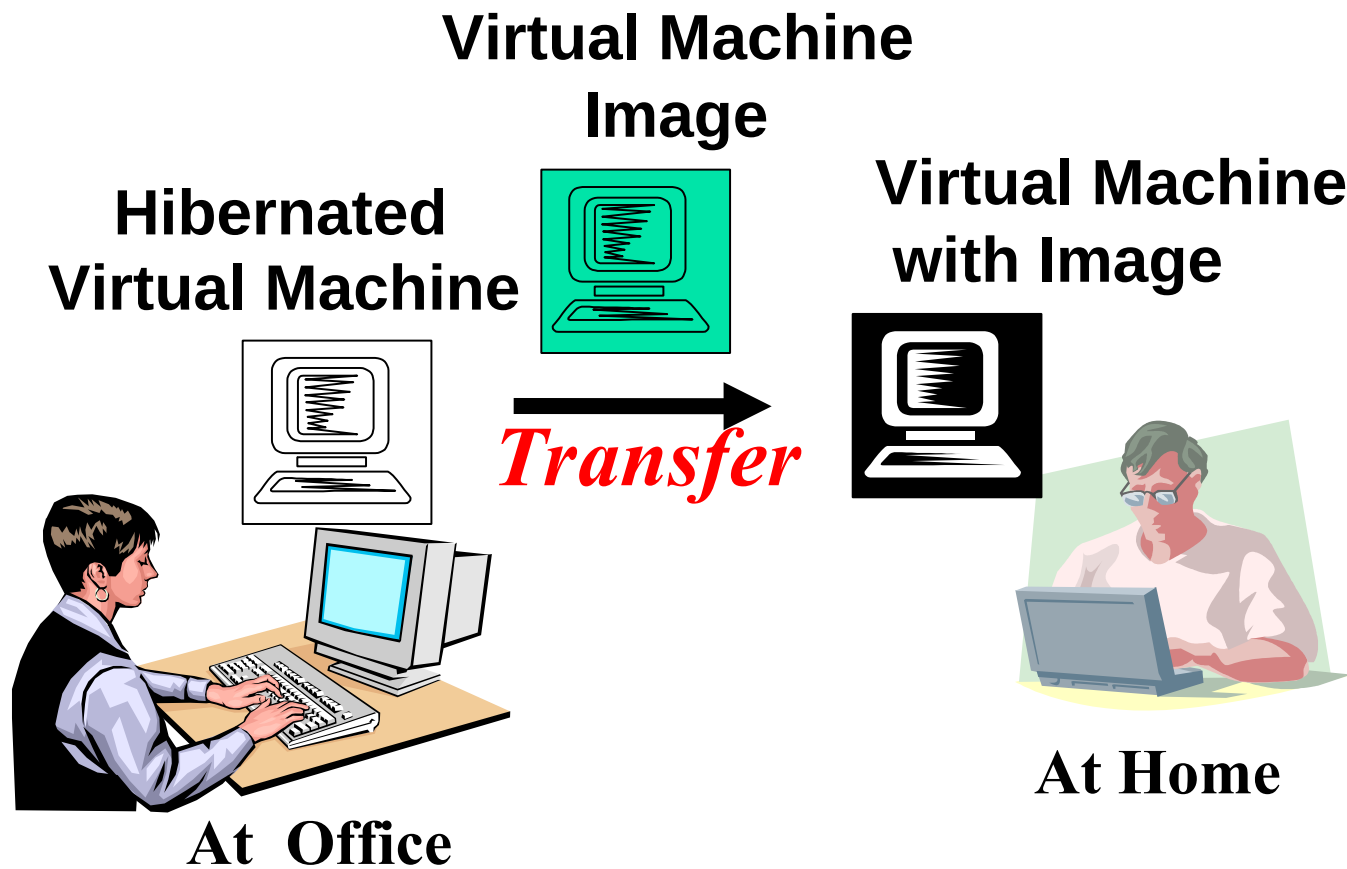 Virtual Machine
Image
Hibernated
Virtual Machine
Virtual Machine
with Image
Transfer
At Home
At Office